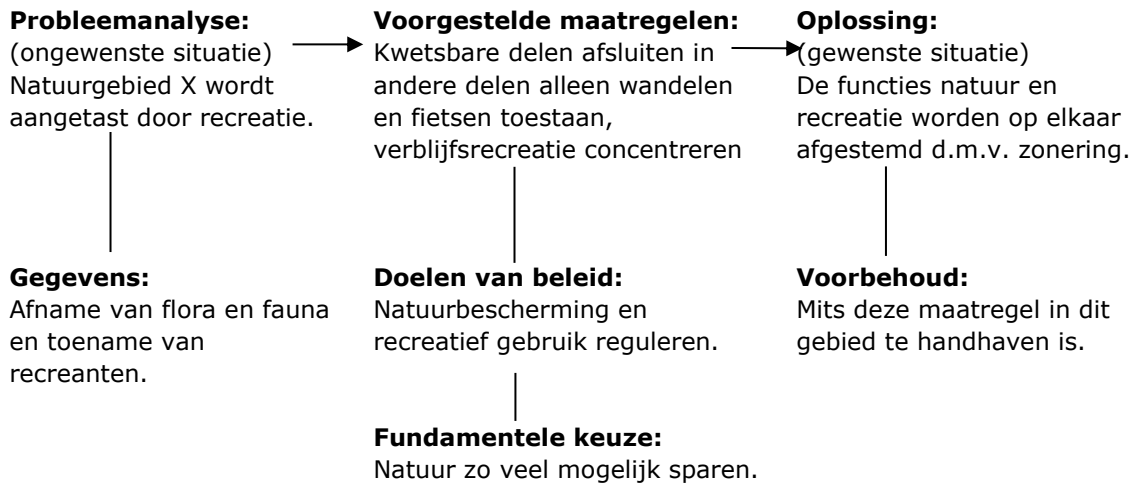 Probleemanalyse:
(ongewenste situatie)
Natuurgebied X wordt
aangetast door recreatie.
Voorgestelde maatregelen:
Kwetsbare delen afsluiten in
andere delen alleen wandelen
en fietsen toestaan,
verblijfsrecreatie concentreren
Oplossing:
(gewenste situatie)
De functies natuur en
recreatie worden op elkaar
afgestemd d.m.v. zonering.
Gegevens:
Afname van flora en fauna
en toename van
recreanten.
Doelen van beleid:
Natuurbescherming en
recreatief gebruik reguleren.
Voorbehoud:
Mits deze maatregel in dit
gebied te handhaven is.
Fundamentele keuze:
Natuur zo veel mogelijk sparen.